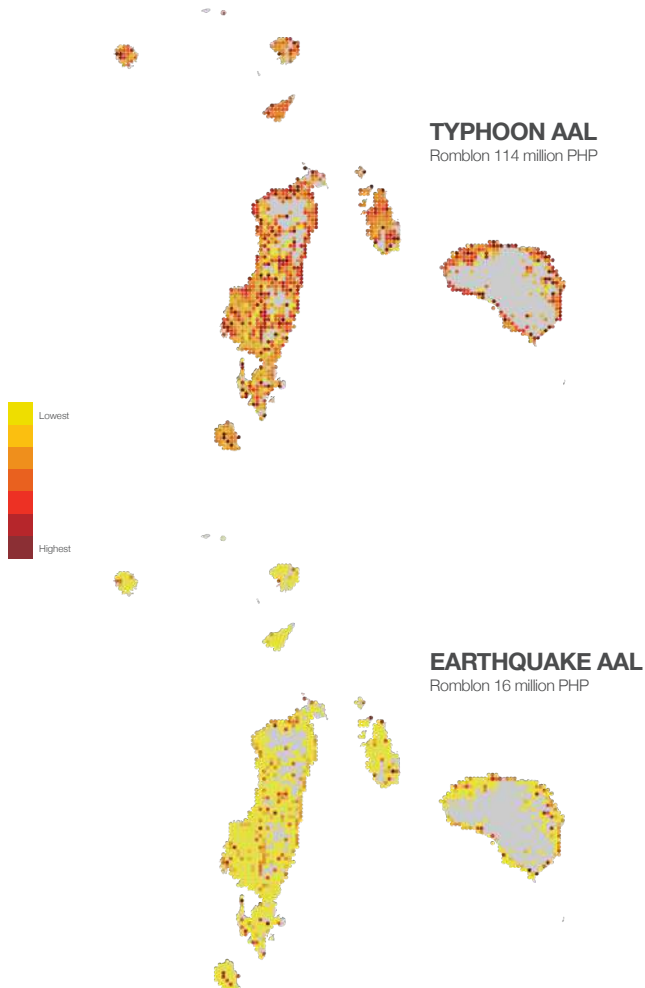 TYPHOON AAL
Romblon 114 million PHP
Lowest
Highest
EARTHQUAKE AAL
Romblon 16 million PHP